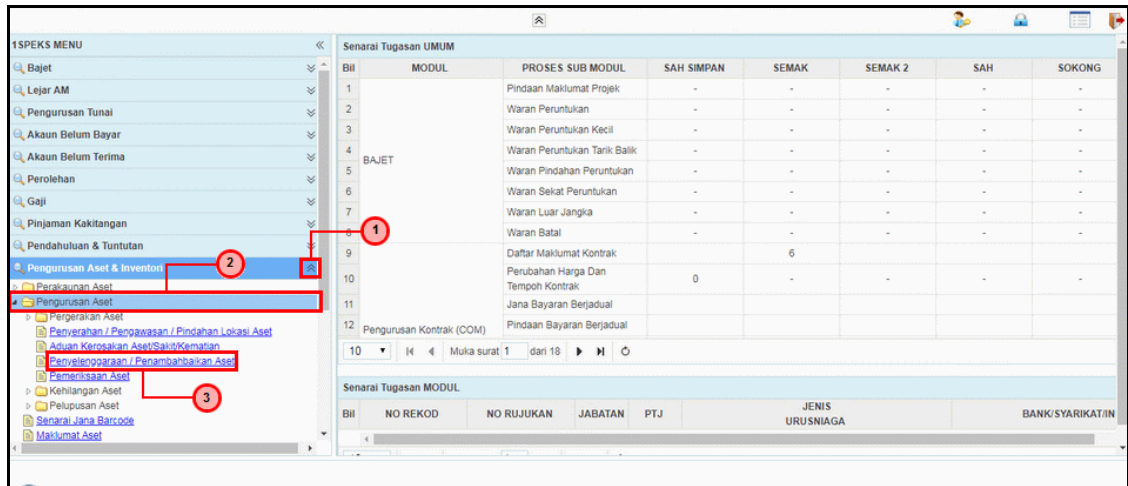 1SPEKS MENU
Bajet
Lejar AM
Pengurusan Tunai
Akaun Belum Bayar
Akaun Belum Terima
Perolehan
Gaji
Pinjaman Kakitangan
Pendahuluan & Tuntutan
Pengurusan Aset & Inventori
Perakaunan Aset
Pengurusan Aset
Pergerakan Aset
Penyerahan / Pengawasan / Pindahan Lokasi Aset
Aduan Kerosakan Aset/Sakit/Kematian
Penyelenggaraan / Penambahbaikan Aset
Pemeriksaan Aset
Kehilangan Aset
Pelupusan Aset
Senarai Jana Barcode
Maklumat Aset
1
2
3
Senarai Tugasan UMUM
Bil MODUL PROSES SUB MODUL SAH SIMPAN SEMAK SEMAK 2 SAH SOKONG
1 Pindaan Maklumat Projek - - - - -
2 Waran Peruntukan - - - - -
3 Waran Peruntukan Kecil - - - - -
4 Waran Peruntukan Tarik Balik - - - - -
BAJET
5 Waran Pindahan Peruntukan - - - - -
6 Waran Sekat Peruntukan - - - - -
7 Waran Luar Jangka - - - - -
8 Waran Batal - - - - -
9 Daftar Maklumat Kontrak 6
10 Perubahan Harga Dan
Tempoh Kontrak 0 - - - -
11 Jana Bayaran Berjadual
12 Pengurusan Kontrak (COM) Pindaan Bayaran Berjadual
10 Muka surat 1 dari 18
Senarai Tugasan MODUL
Bil NO REKOD NO RUJUKAN JABATAN PTJ JENIS
URUSNIAGA BANK/SYARIKAT/IN